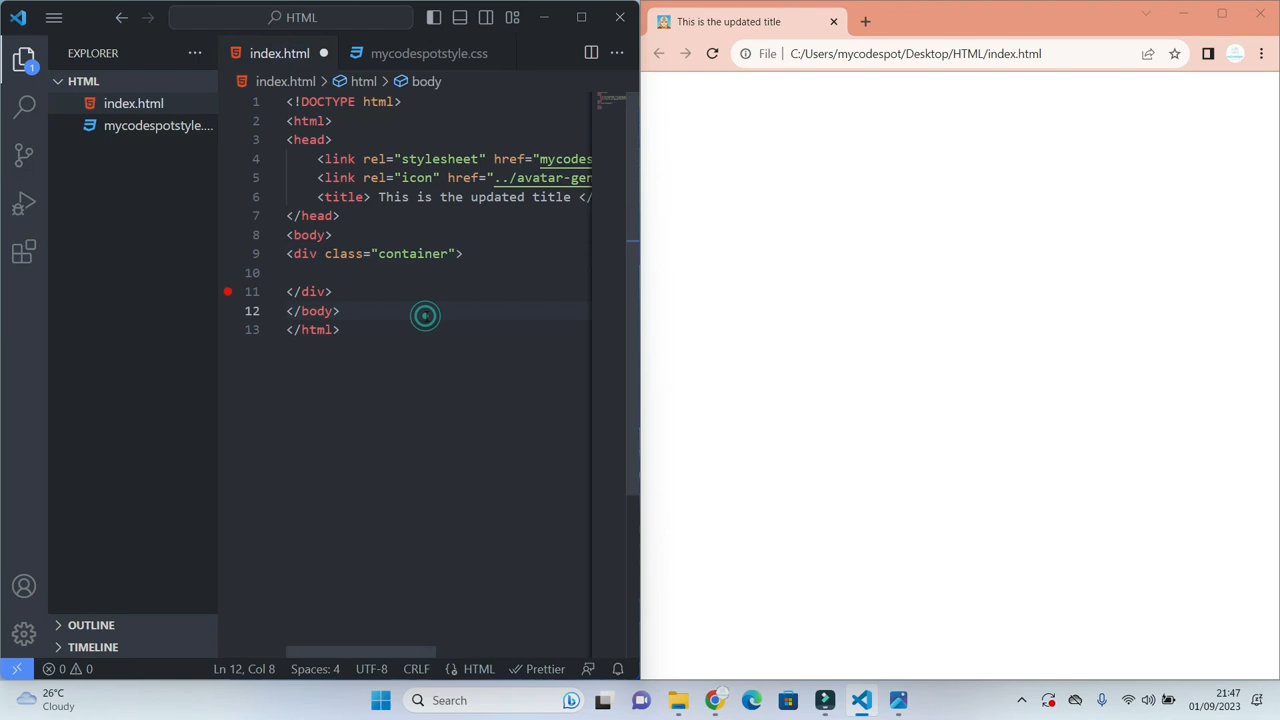 HTML
This is the updated title
EXPLORER
index.html
mycodespotstyle.css
File
C:/Users/mycodespot/Desktop/HTML/index.html
HTML
index.html
mycodespotstyle....
index.html > html > body
1 <!DOCTYPE html>
2 <html>
3 <head>
4 <link rel="stylesheet" href="mycodes
5 <link rel="icon" href="../avatar-gen
6 <title> This is the updated title </
7 </head>
8 <body>
9 <div class="container">
10
11 </div>
12 </body>
13 </html>
1
OUTLINE
TIMELINE
0 0
Ln 12, Col 8
Spaces: 4
UTF-8
CRLF
HTML
Prettier
26°C
Cloudy
Search
21:47
01/09/2023